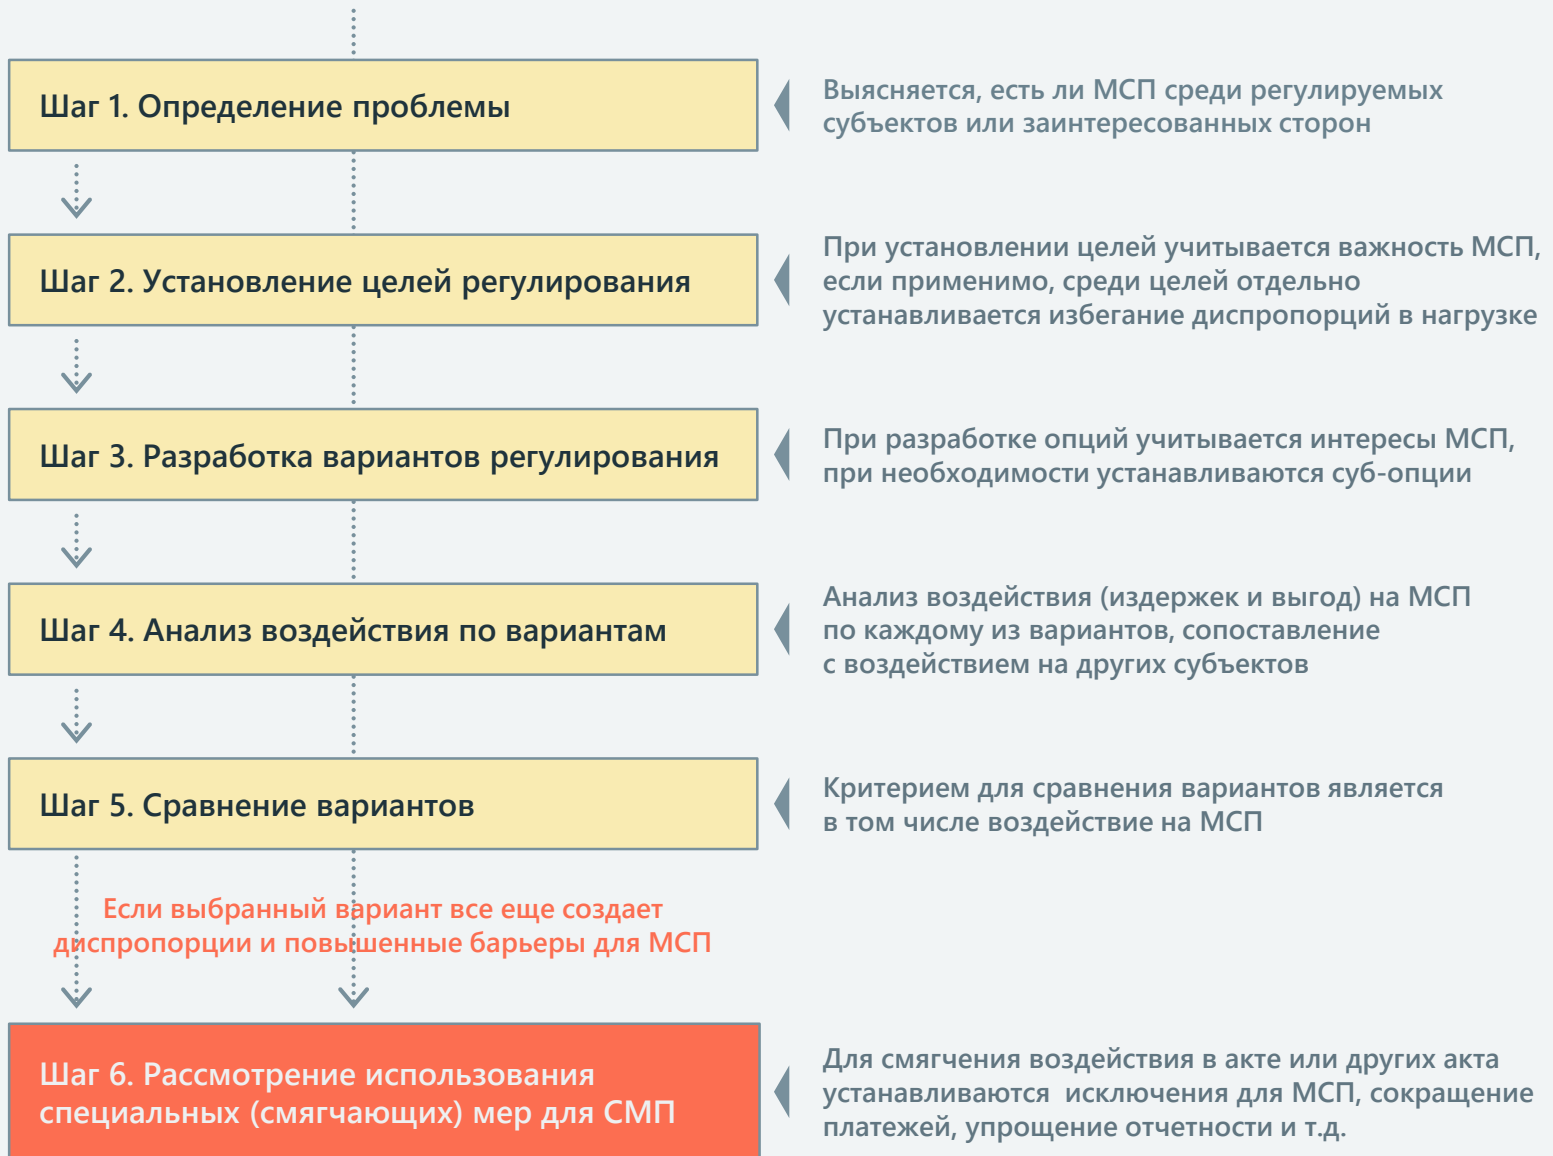 Шаг 1. Определение проблемы
Выясняется, есть ли МСП среди регулируемых
субъектов или заинтересованных сторон
Шаг 2. Установление целей регулирования
При установлении целей учитывается важность МСП,
если применимо, среди целей отдельно
устанавливается избегание диспропорций в нагрузке
Шаг 3. Разработка вариантов регулирования
При разработке опций учитывается интересы МСП,
при необходимости устанавливаются суб-опции
Шаг 4. Анализ воздействия по вариантам
Анализ воздействия (издержек и выгод) на МСП
по каждому из вариантов, сопоставление
с воздействием на других субъектов
Шаг 5. Сравнение вариантов
Критерием для сравнения вариантов является
в том числе воздействие на МСП
Если выбранный вариант все еще создает
диспропорции и повышенные барьеры для МСП
Шаг 6. Рассмотрение использования
специальных (смягчающих) мер для СМП
Для смягчения воздействия в акте или других акта
устанавливаются  исключения для МСП, сокращение
платежей, упрощение отчетности и т.д.